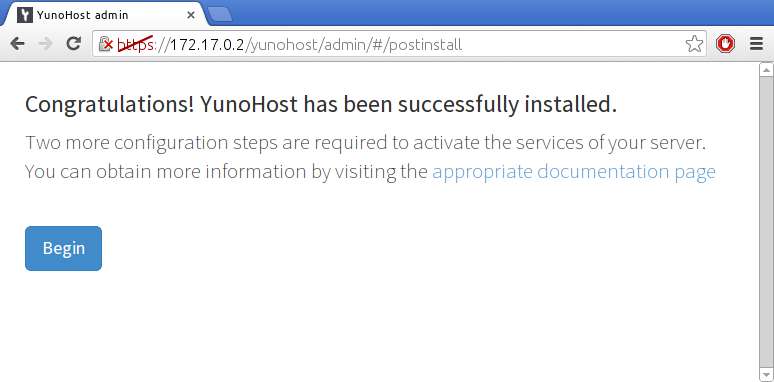 YunoHost admin
https://172.17.0.2/yunohost/admin/#/postinstall
Congratulations! YunoHost has been successfully installed.
Two more configuration steps are required to activate the services of your server.
You can obtain more information by visiting the appropriate documentation page
Begin